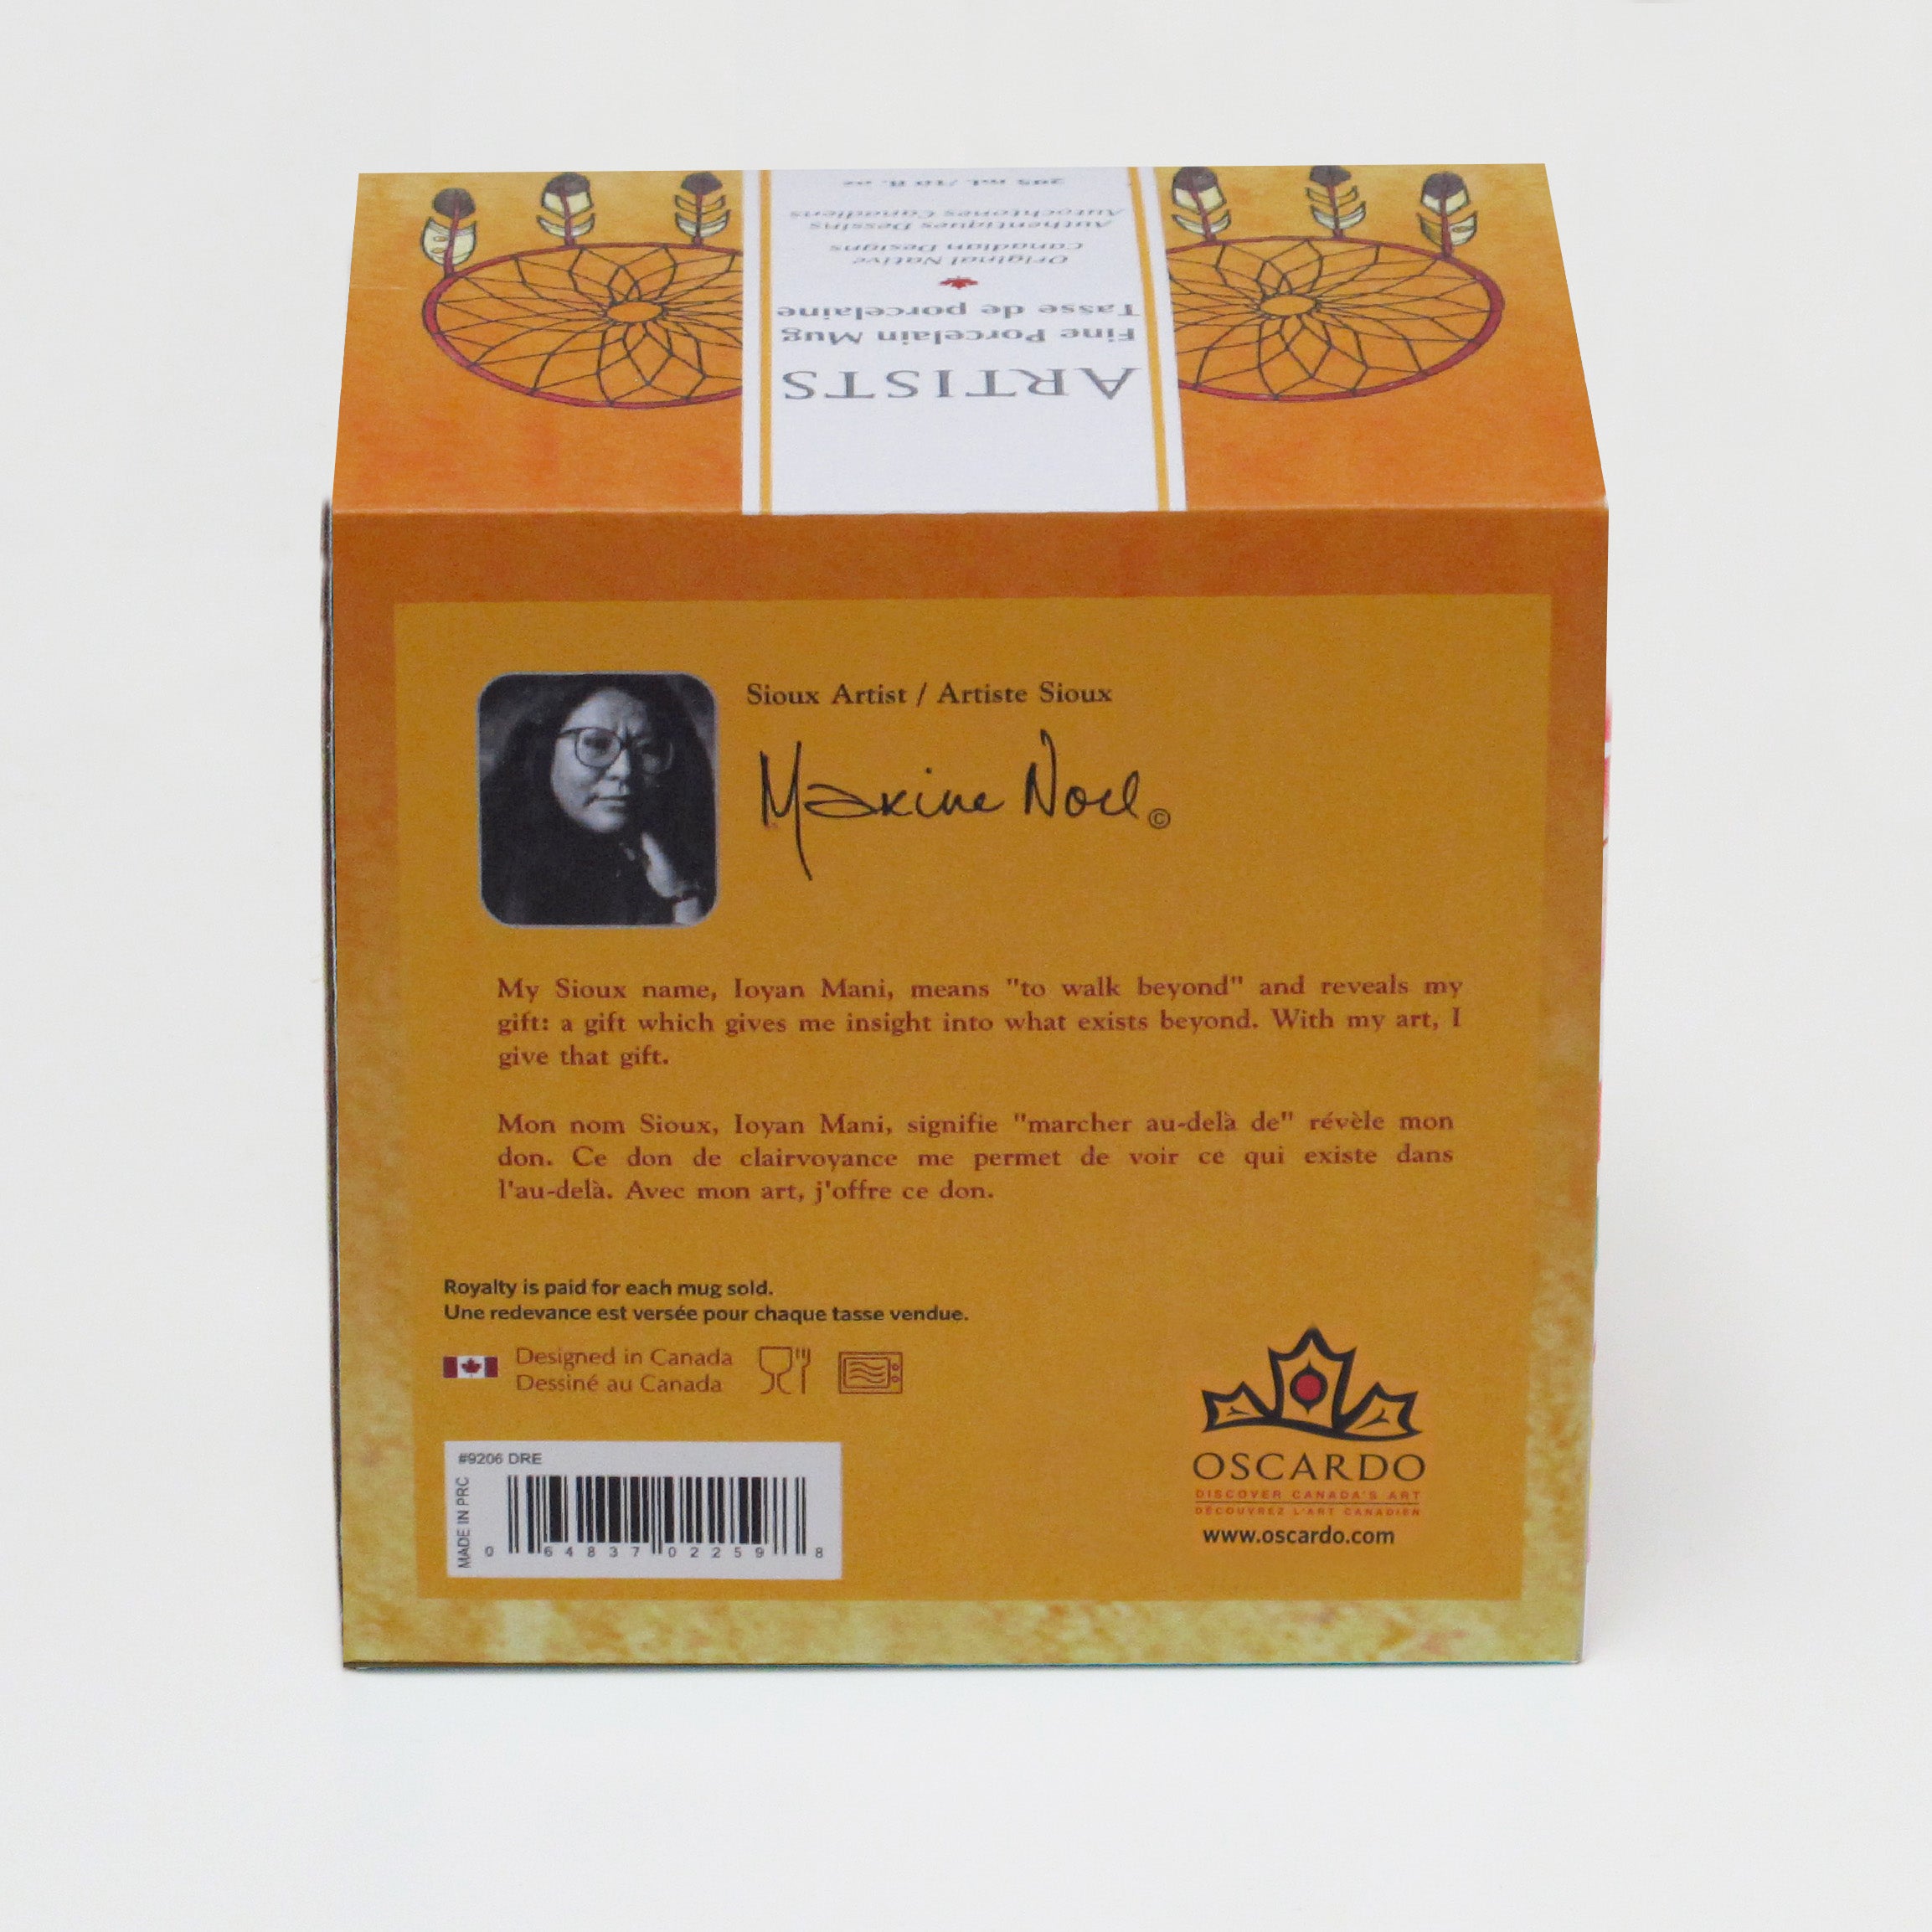 ARTISTS
Fine Porcelain Mug
Tasse de porcelaine
Original Native
Canadian Designs
Authentiques Dessins
Autochtones Canadiens
295 ml /10 fl. oz
Sioux Artist / Artiste Sioux
Maxine Noel ©
My Sioux name, Ioyan Mani, means "to walk beyond" and reveals my
gift: a gift which gives me insight into what exists beyond. With my art, I
give that gift.
Mon nom Sioux, Ioyan Mani, signifie "marcher au-delà de" révèle mon
don. Ce don de clairvoyance me permet de voir ce qui existe dans
l'au-delà. Avec mon art, j'offre ce don.
Royalty is paid for each mug sold.
Une redevance est versée pour chaque tasse vendue.
Designed in Canada
Dessiné au Canada
#9206 DRE
MADE IN PRC
0 64837 02259 8
OSCARDO
DISCOVER CANADA'S ART
DÉCOUVREZ L'ART CANADIEN
www.oscardo.com